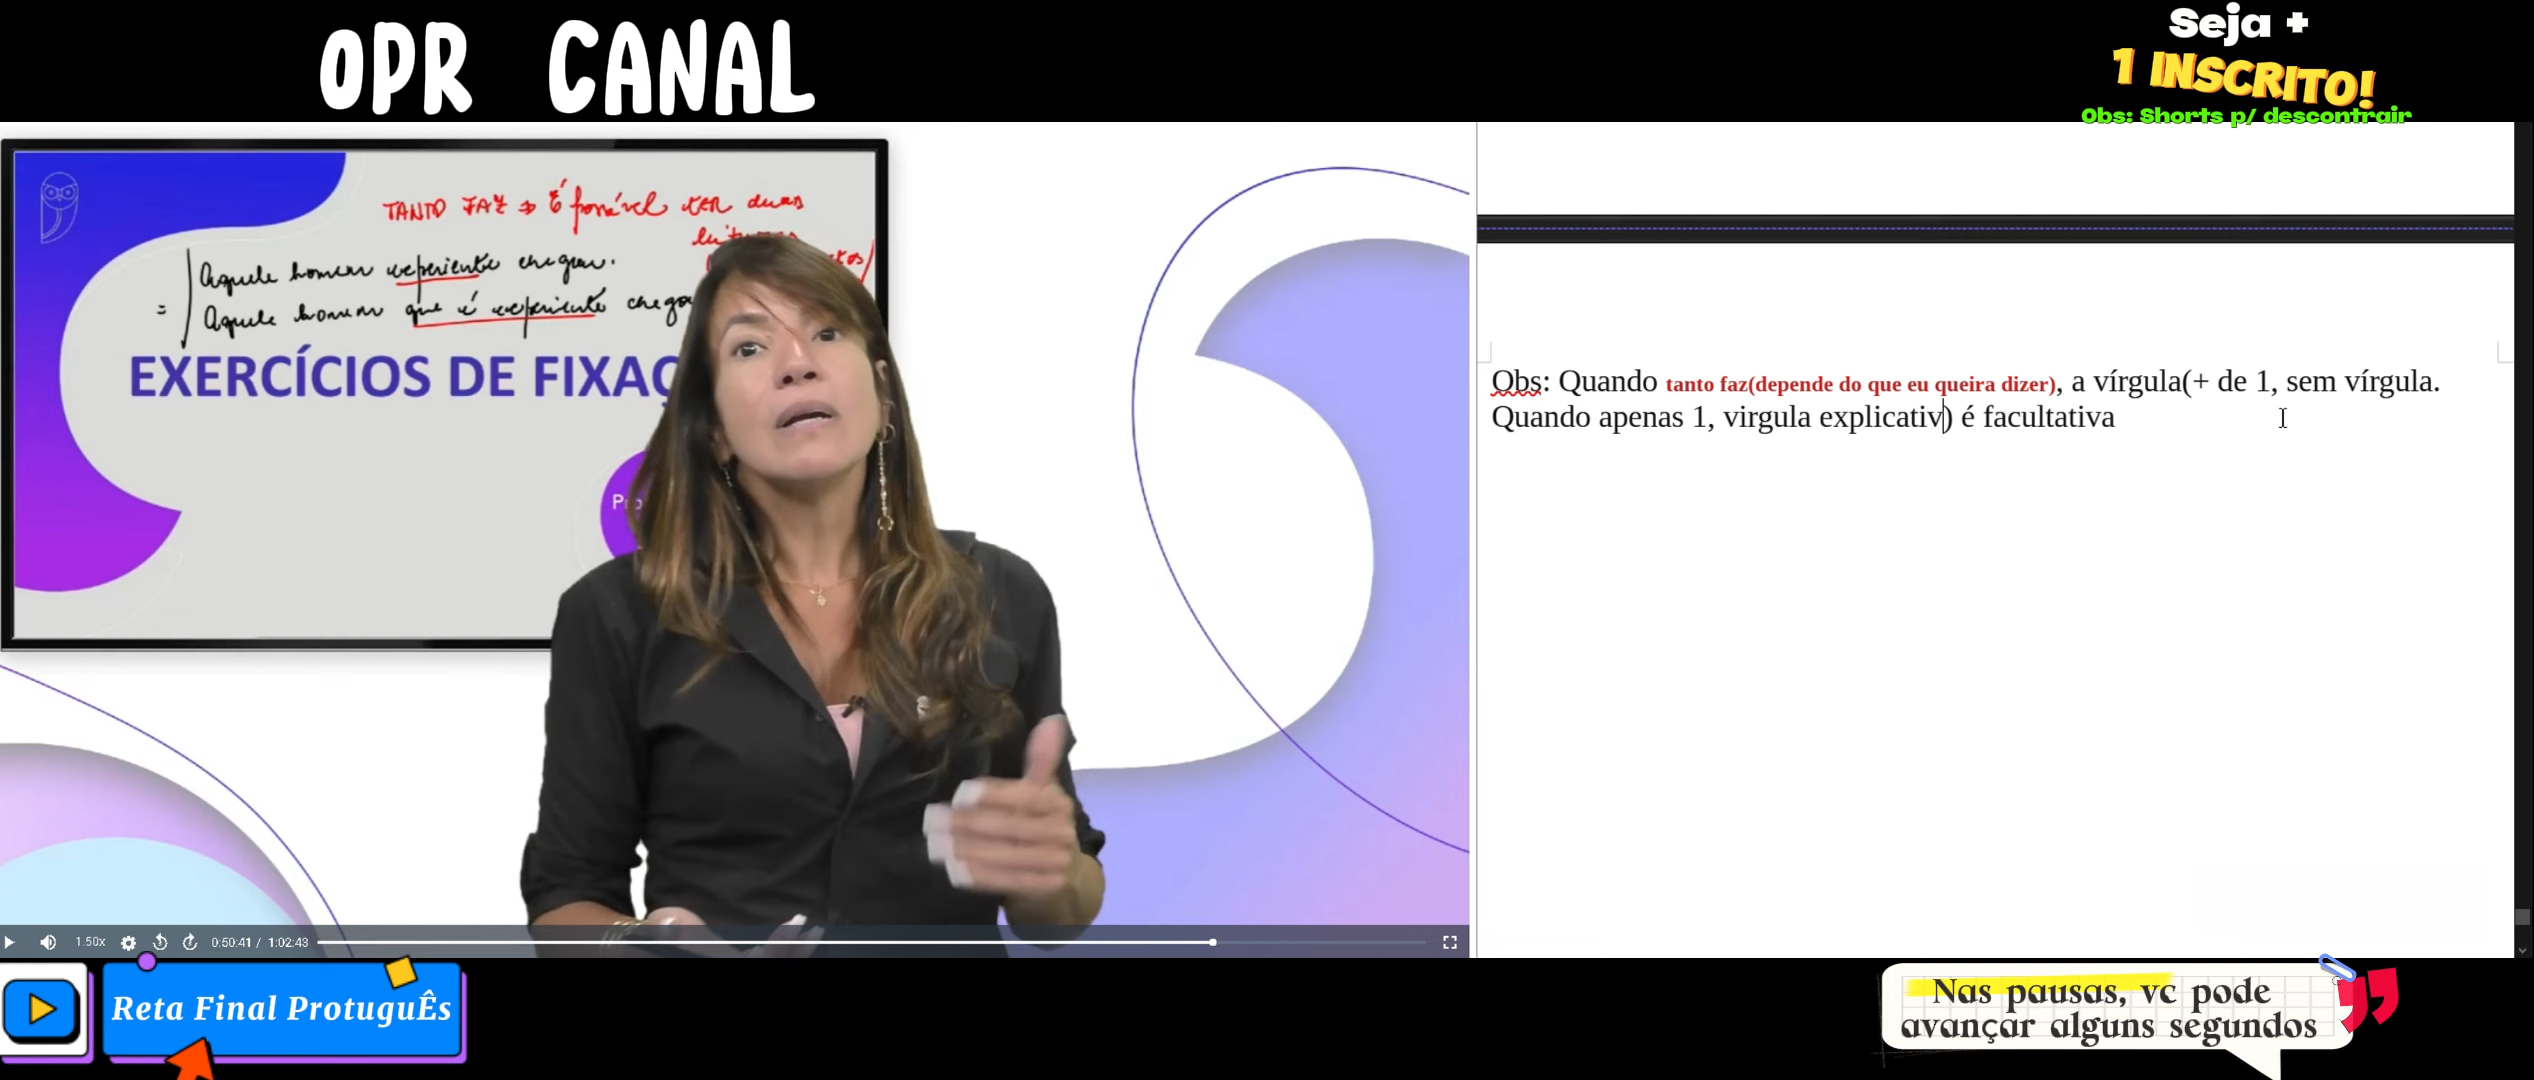 OPR CANAL
Seja +
1 INSCRITO!
Obs: Shorts p/ descontrair
TANTO FAZ → É possível ter duas
Aquele homem experiente chegou.
= Aquele homem que é experiente
EXERCÍCIOS DE FIXAÇ
Obs: Quando tanto faz(depende do que eu queira dizer), a vírgula(+ de 1, sem vírgula.
Quando apenas 1, virgula explicativ) é facultativa
1.50x 0:50:41 / 1:02:43
Reta Final ProtuguÊs
Nas pausas, vc pode
avançar alguns segundos